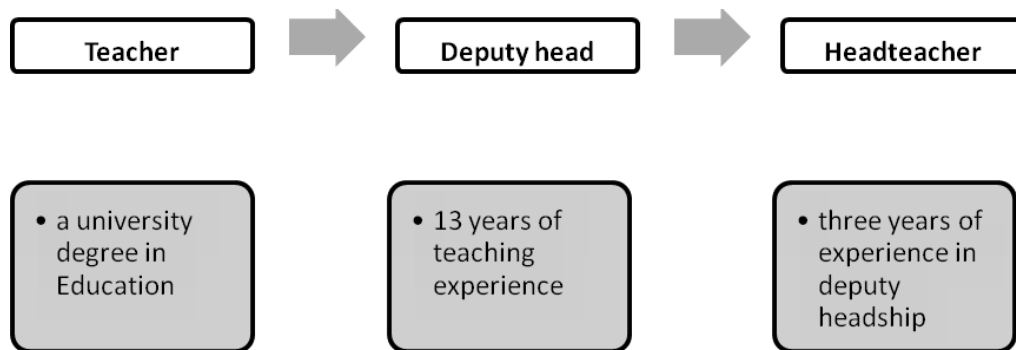 Teacher
Deputy head
Headteacher
• a university
degree in
Education
• 13 years of
teaching
experience
• three years of
experience in
deputy
headship